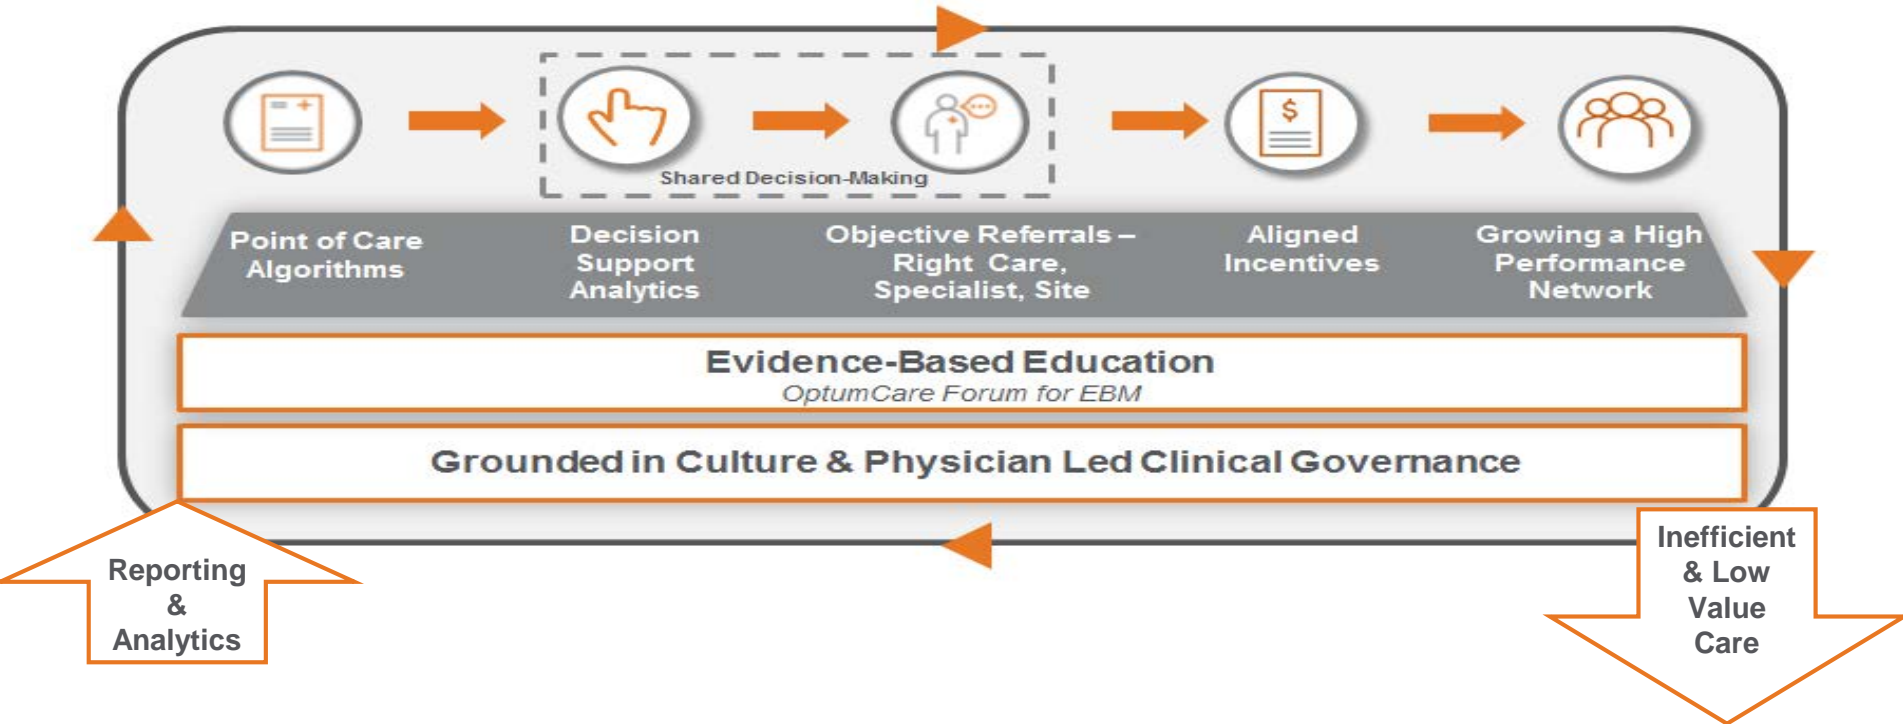 $
Shared Decision-Making
Point of Care
Algorithms
Decision
Support
Analytics
Objective Referrals –
Right Care,
Specialist, Site
Aligned
Incentives
Growing a High
Performance
Network
Evidence-Based Education
OptumCare Forum for EBM
Grounded in Culture & Physician Led Clinical Governance
Reporting
&
Analytics
Inefficient
& Low
Value
Care